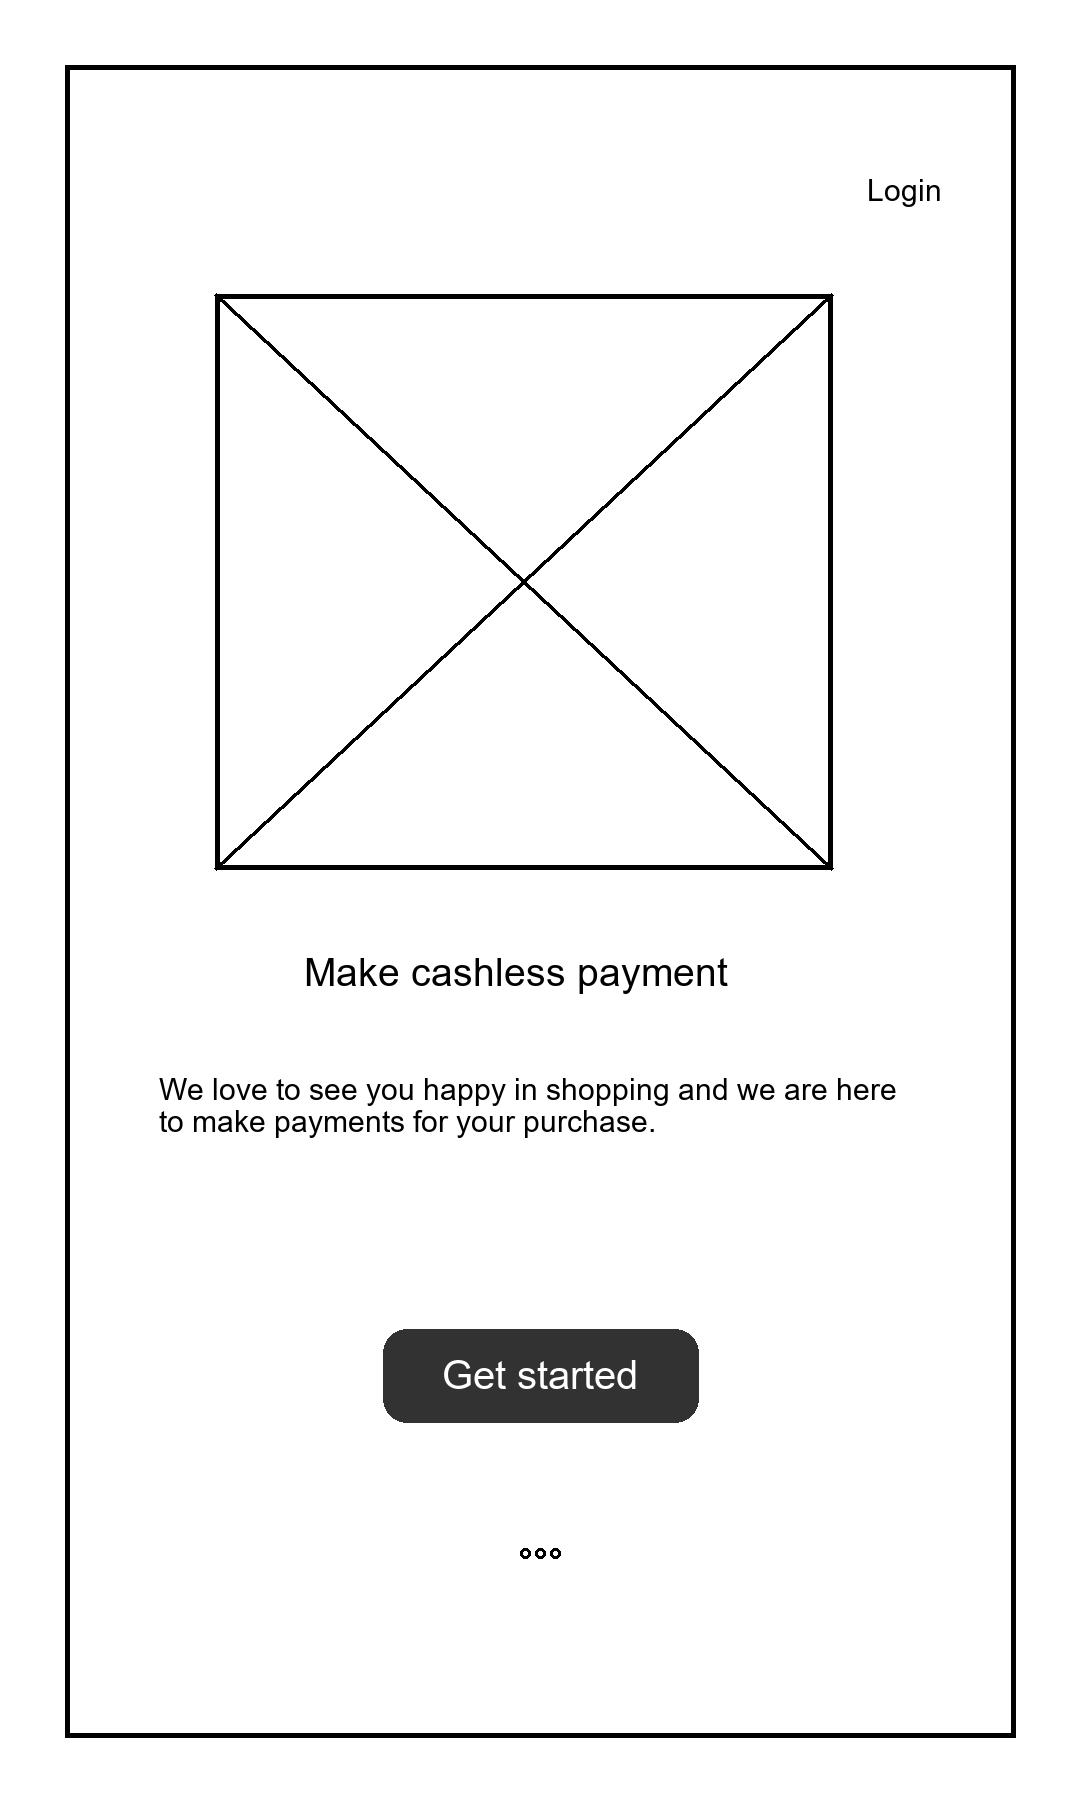 Login
Make cashless payment
We love to see you happy in shopping and we are here
to make payments for your purchase.
Get started